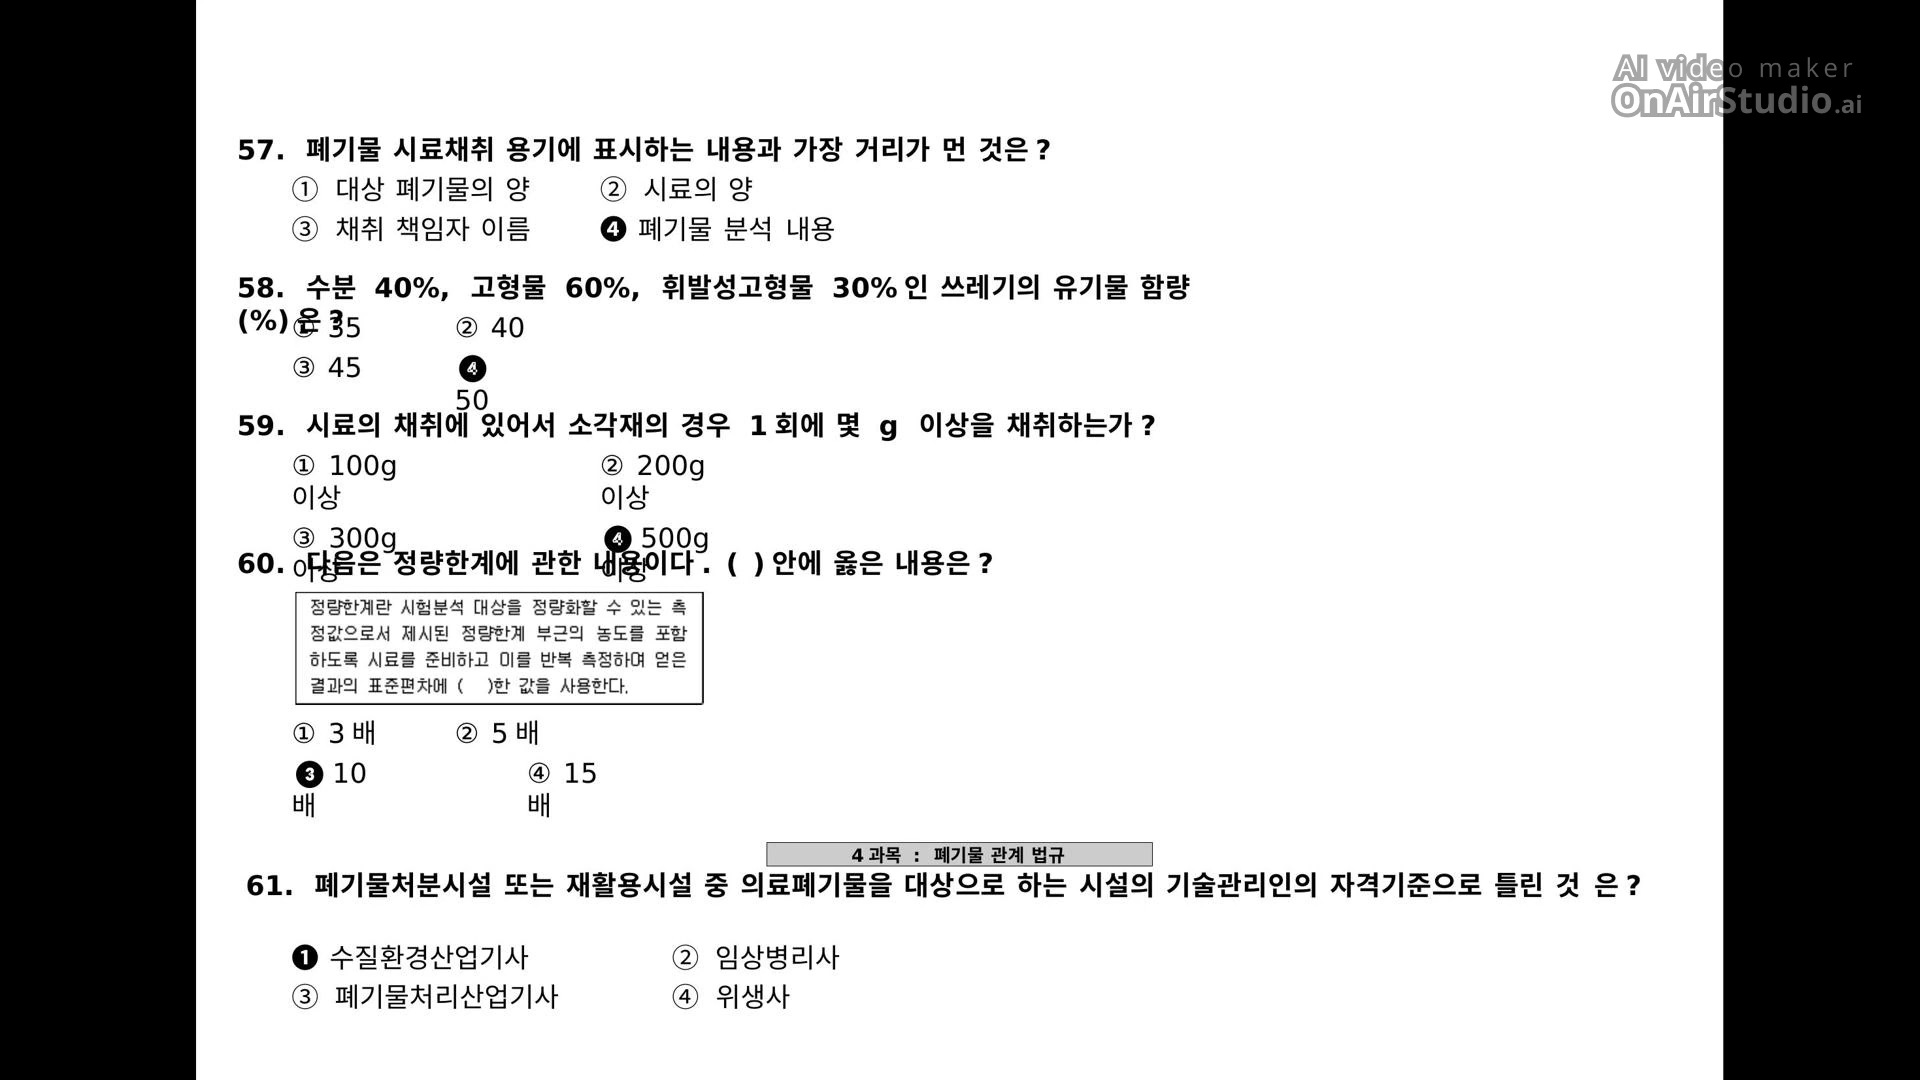 AI video maker
OnAirStudio.ai
57. 폐기물 시료채취 용기에 표시하는 내용과 가장 거리가 먼 것은?
① 대상 폐기물의 양 ② 시료의 양
③ 채취 책임자 이름 ❹ 폐기물 분석 내용
58. 수분 40%, 고형물 60%, 휘발성고형물 30%인 쓰레기의 유기물 함량
(%)은?
① 35 ② 40
③ 45 ❹
50
59. 시료의 채취에 있어서 소각재의 경우 1회에 몇 g 이상을 채취하는가?
① 100g ② 200g
이상 이상
③ 300g ❹ 500g
이상 이상
60. 다음은 정량한계에 관한 내용이다. ( )안에 옳은 내용은?
정량한계란 시험분석 대상을 정량화할 수 있는 측
정값으로서 제시된 정량한계 부근의 농도를 포함
하도록 시료를 준비하고 이를 반복 측정하여 얻은
결과의 표준편차에 ( )한 값을 사용한다.
① 3배 ② 5배
❸ 10 ④ 15
배 배
4과목 : 폐기물 관계 법규
61. 폐기물처분시설 또는 재활용시설 중 의료폐기물을 대상으로 하는 시설의 기술관리인의 자격기준으로 틀린 것 은?
❶ 수질환경산업기사 ② 임상병리사
③ 폐기물처리산업기사 ④ 위생사